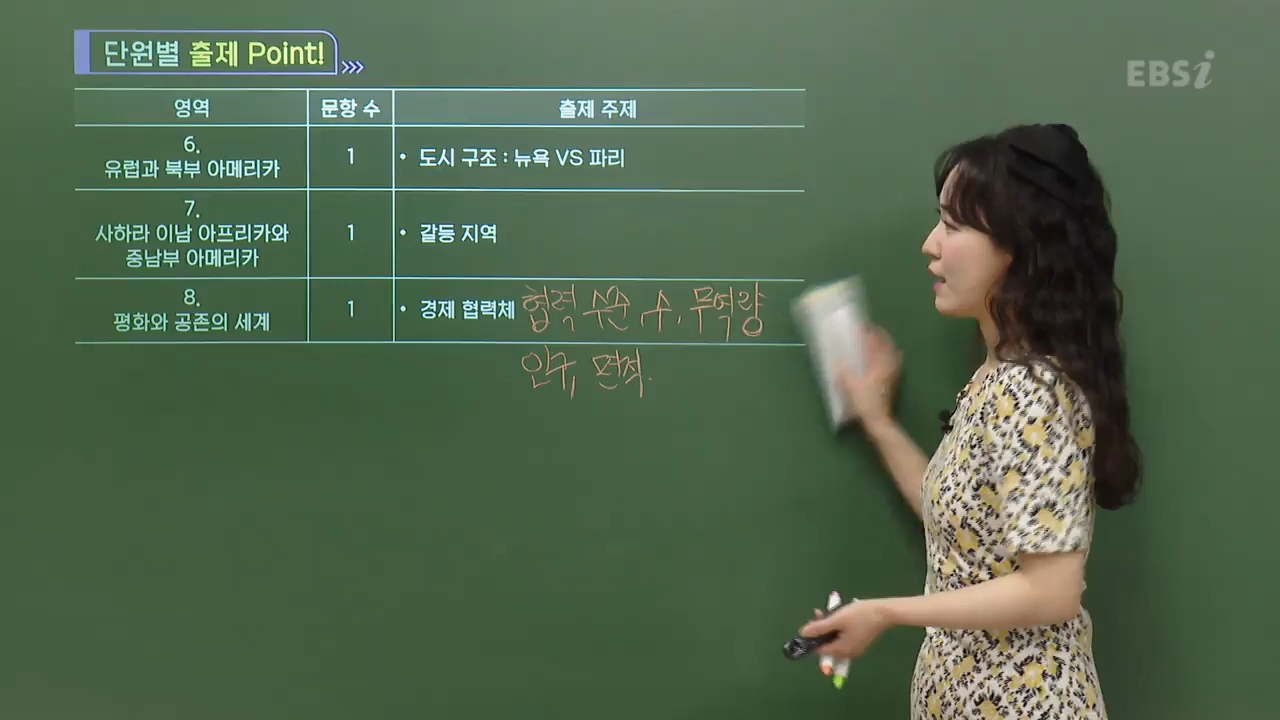 단원별 출제 Point!
EBSi
영역 문항 수 출제 주제
6.
유럽과 북부 아메리카
1
• 도시 구조 : 뉴욕 VS 파리
7.
사하라 이남 아프리카와
중남부 아메리카
1
• 갈등 지역
8.
평화와 공존의 세계
1
• 경제 협력체 협력 수준, 수, 무역량
인구, 면적.